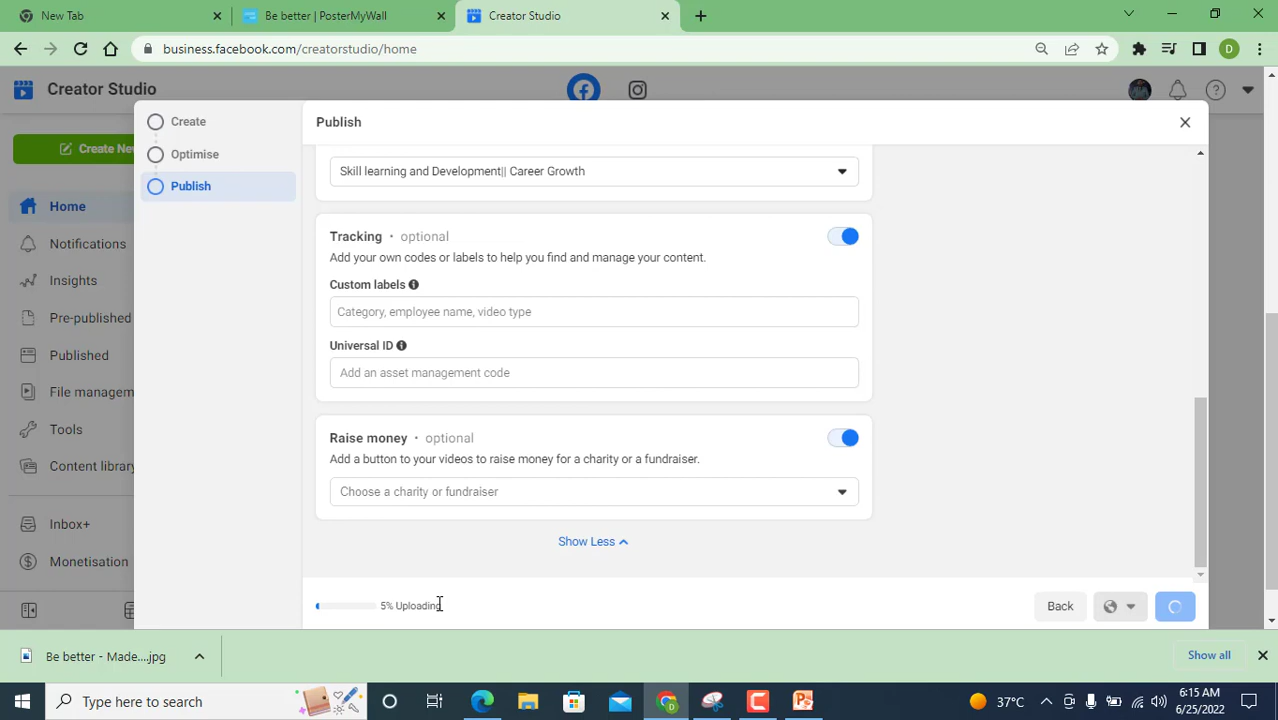 New Tab
Be better | PosterMyWall
Creator Studio
business.facebook.com/creatorstudio/home
D
Creator Studio
Create
Publish
Optimise
Create New
Publish
Skill learning and Development|| Career Growth
Home
Notifications
Tracking • optional
Add your own codes or labels to help you find and manage your content.
Insights
Custom labels
Pre-published
Category, employee name, video type
Published
Universal ID
Add an asset management code
File managem
Tools
Raise money • optional
Add a button to your videos to raise money for a charity or a fundraiser.
Content library
Choose a charity or fundraiser
Inbox+
Show Less
Monetisation
5% Uploading
Back
Be better - Made....jpg
Show all
Type here to search
37°C
6:15 AM
6/25/2022